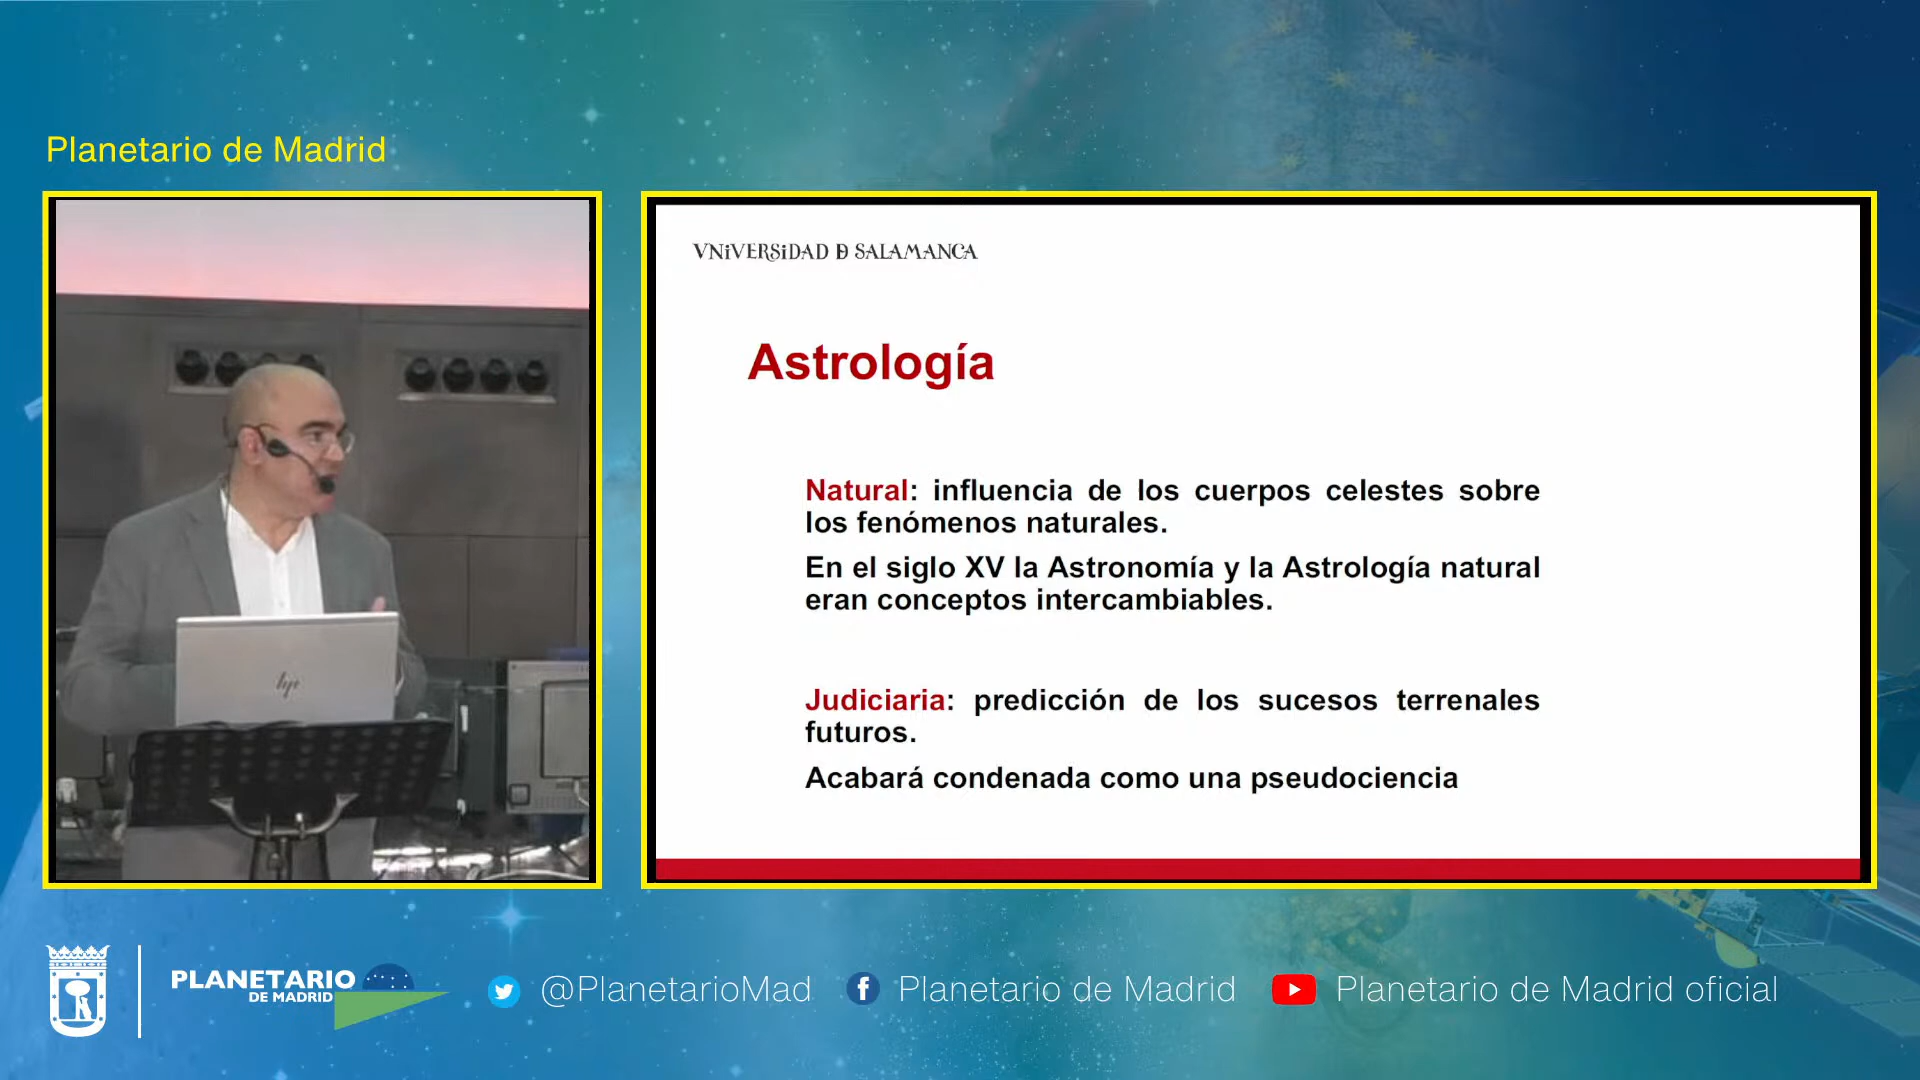 Planetario de Madrid
VNiVERSiDAD Ð SALAMANCA
Astrología
Natural: influencia de los cuerpos celestes sobre
los fenómenos naturales.
En el siglo XV la Astronomía y la Astrología natural
eran conceptos intercambiables.
Judiciaria: predicción de los sucesos terrenales
futuros.
Acabará condenada como una pseudociencia
hp
PLANETARIO
DE MADRID
@PlanetarioMad
Planetario de Madrid
Planetario de Madrid oficial